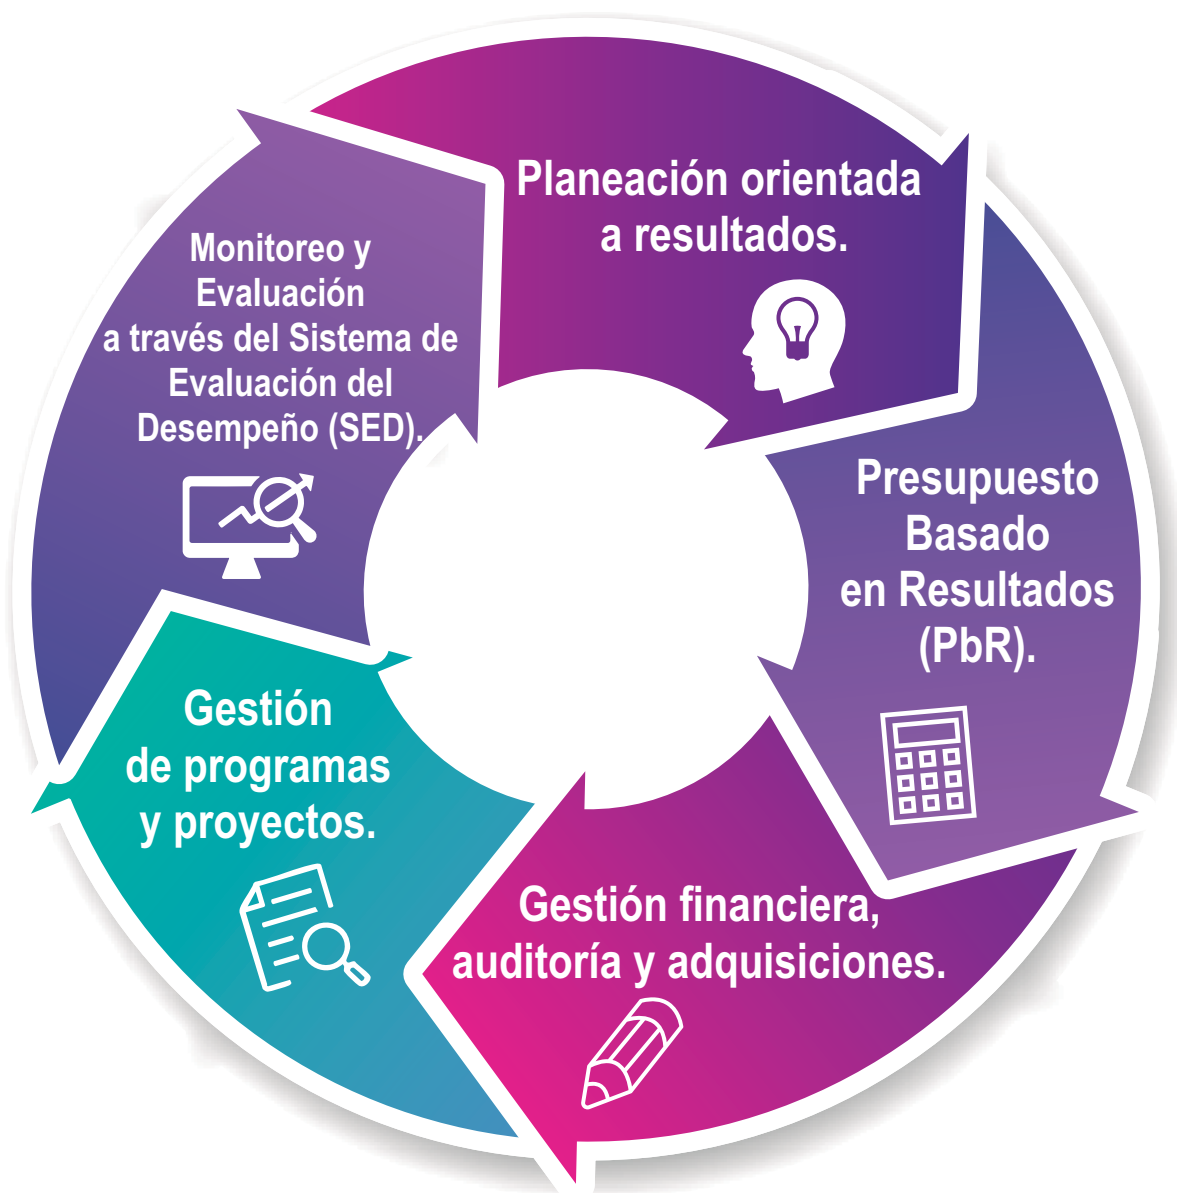 Planeación orientada
a resultados.
Presupuesto
Basado
en Resultados
(PbR).
Gestión financiera,
auditoría y adquisiciones.
Gestión
de programas
y proyectos.
Monitoreo y
Evaluación
a través del Sistema de
Evaluación del
Desempeño (SED).